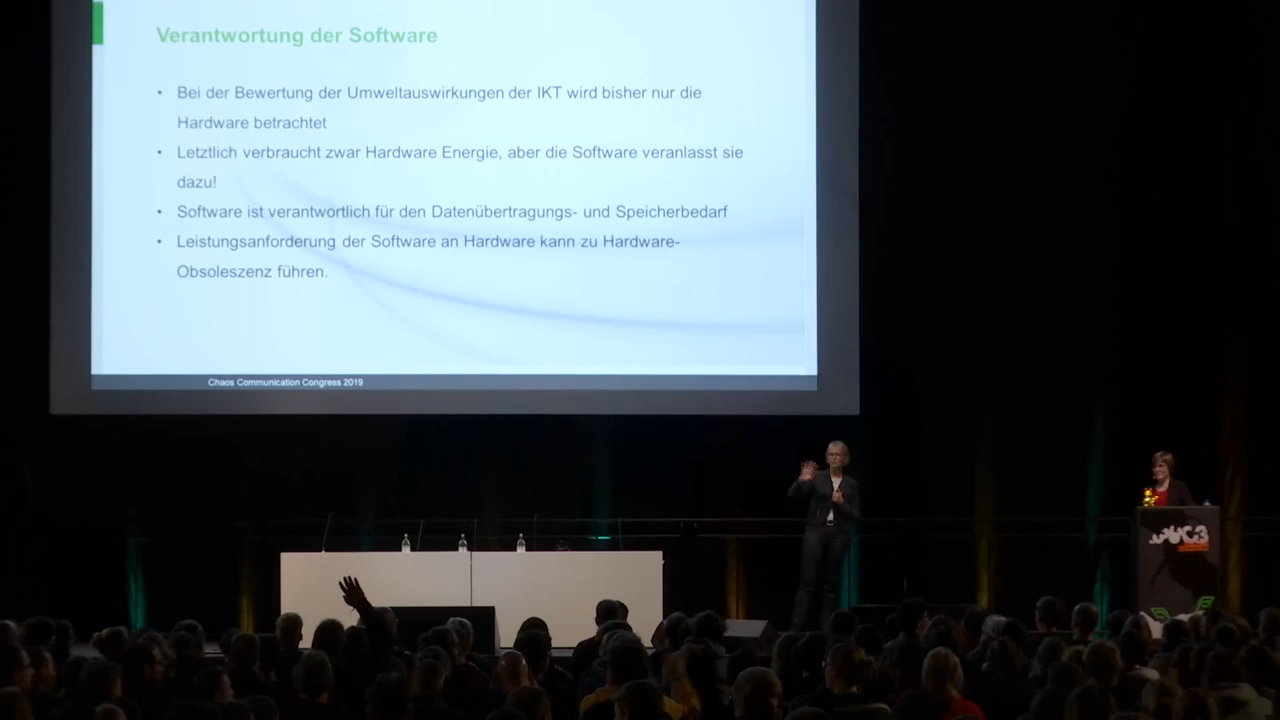 Verantwortung der Software
• Bei der Bewertung der Umweltauswirkungen der IKT wird bisher nur die
Hardware betrachtet
• Letztlich verbraucht zwar Hardware Energie, aber die Software veranlasst sie
dazu!
• Software ist verantwortlich für den Datenübertragungs- und Speicherbedarf
• Leistungsanforderung der Software an Hardware kann zu Hardware-
Obsoleszenz führen.
Chaos Communication Congress 2019